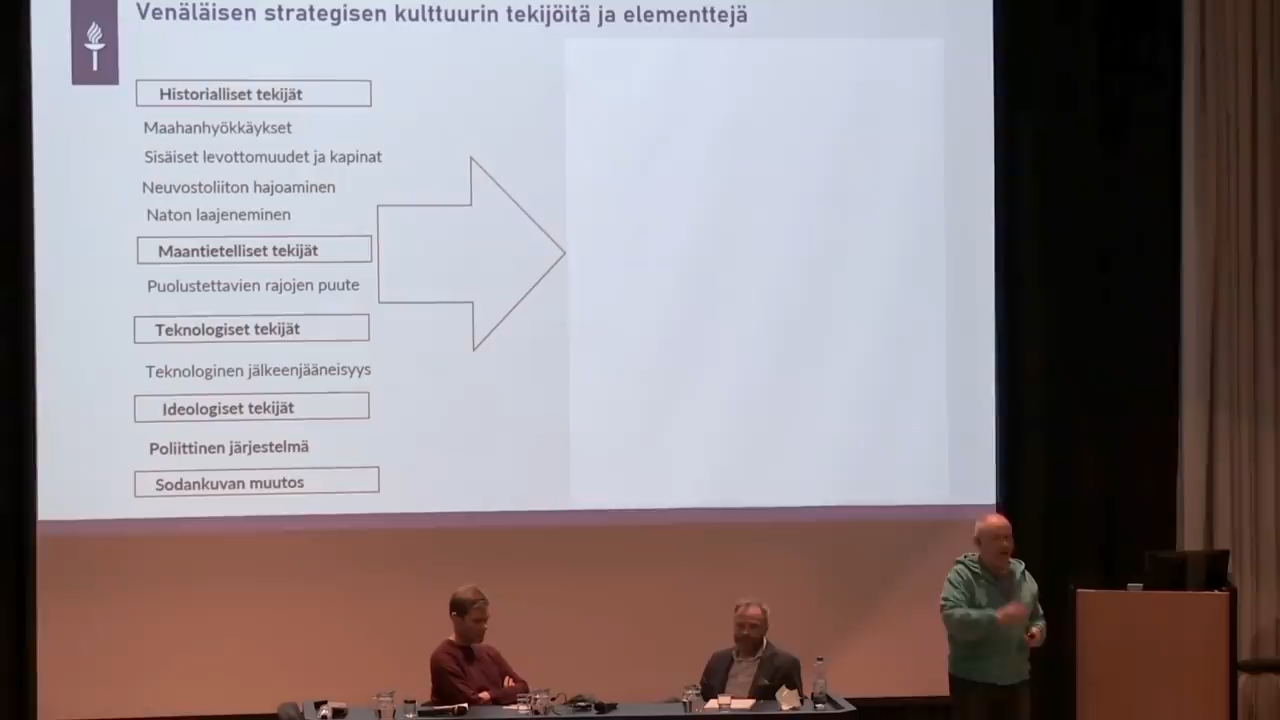 Venäläisen strategisen kulttuurin tekijöitä ja elementtejä
Historialliset tekijät
Maahanhyökkäykset
Sisäiset levottomuudet ja kapinat
Neuvostoliiton hajoaminen
Naton laajeneminen
Maantietelliset tekijät
Puolustettavien rajojen puute
Teknologiset tekijät
Teknologinen jälkeenjääneisyys
Ideologiset tekijät
Poliittinen järjestelmä
Sodankuvan muutos